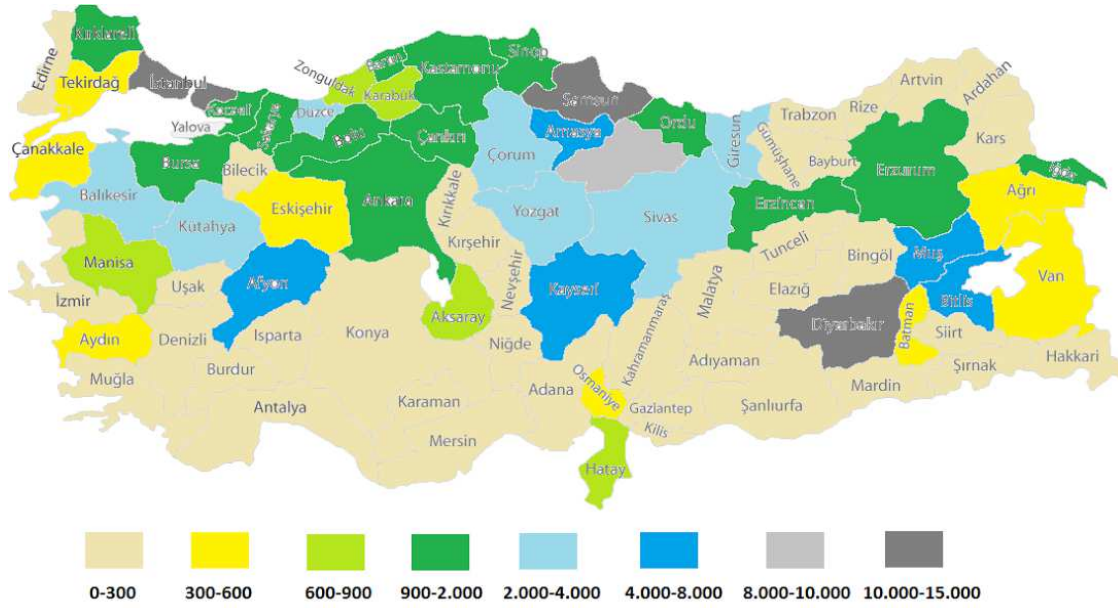 Kırklareli
Edirne
Tekirdağ
İstanbul
Kocaeli
Yalova
Sakarya
Düzce
Zonguldak
Bartın
Karabük
Kastamonu
Sinop
Samsun
Ordu
Giresun
Trabzon
Rize
Artvin
Ardahan
Kars
Iğdır
Ağrı
Erzurum
Bayburt
Gümüşhane
Erzincan
Amasya
Çorum
Çankırı
Bolu
Ankara
Kırıkkale
Yozgat
Sivas
Çanakkale
Balıkesir
Bursa
Bilecik
Eskişehir
Kütahya
Kırşehir
Nevşehir
Kayseri
Malatya
Tunceli
Bingöl
Elazığ
Muş
Bitlis
Van
Manisa
Uşak
Afyon
İzmir
Aydın
Denizli
Isparta
Konya
Aksaray
Niğde
Kahramanmaraş
Adıyaman
Diyarbakır
Batman
Siirt
Şırnak
Hakkari
Mardin
Şanlıurfa
Gaziantep
Kilis
Osmaniye
Adana
Karaman
Mersin
Antalya
Burdur
Muğla
Hatay
0-300 300-600 600-900 900-2.000 2.000-4.000 4.000-8.000 8.000-10.000 10.000-15.000